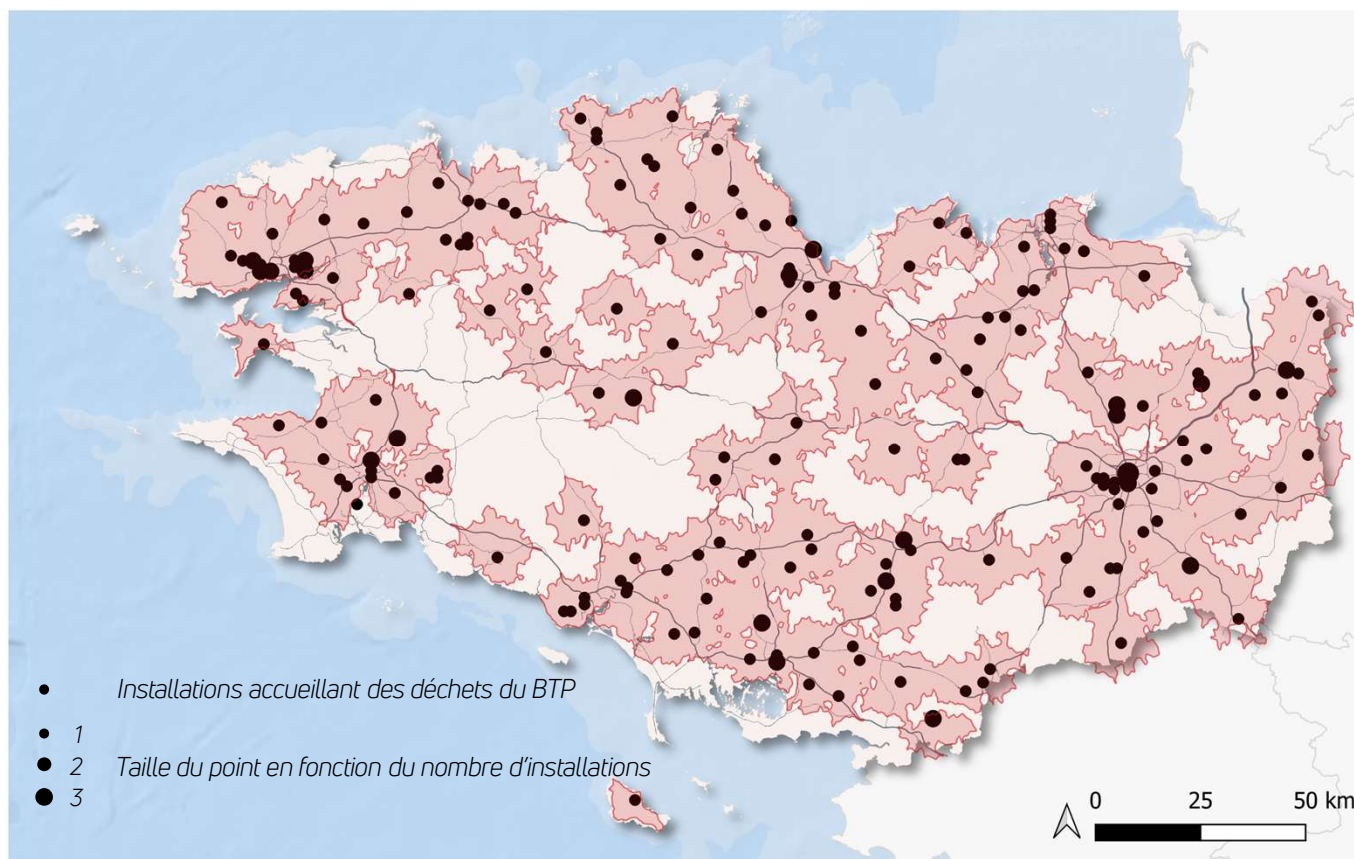 Installations accueillant des déchets du BTP
1
2 Taille du point en fonction du nombre d'installations
3
0 25 50 km